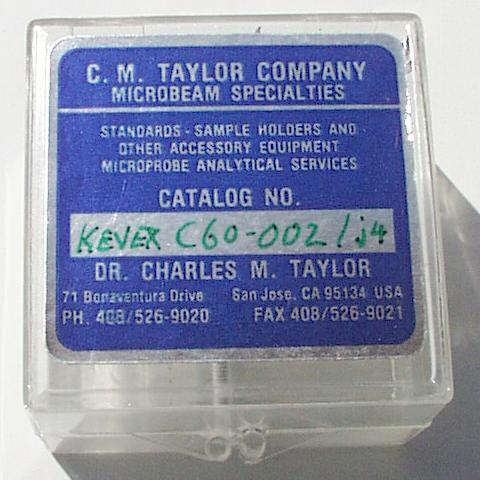 C. M. TAYLOR COMPANY
MICROBEAM SPECIALTIES
STANDARDS - SAMPLE HOLDERS AND
OTHER ACCESSORY EQUIPMENT
MICROPROBE ANALYTICAL SERVICES
CATALOG NO.
KEVEX C60-002/j4
DR. CHARLES M. TAYLOR
71 Bonaventura Drive San Jose, CA 95134 USA
PH. 408/526-9020 FAX 408/526-9021